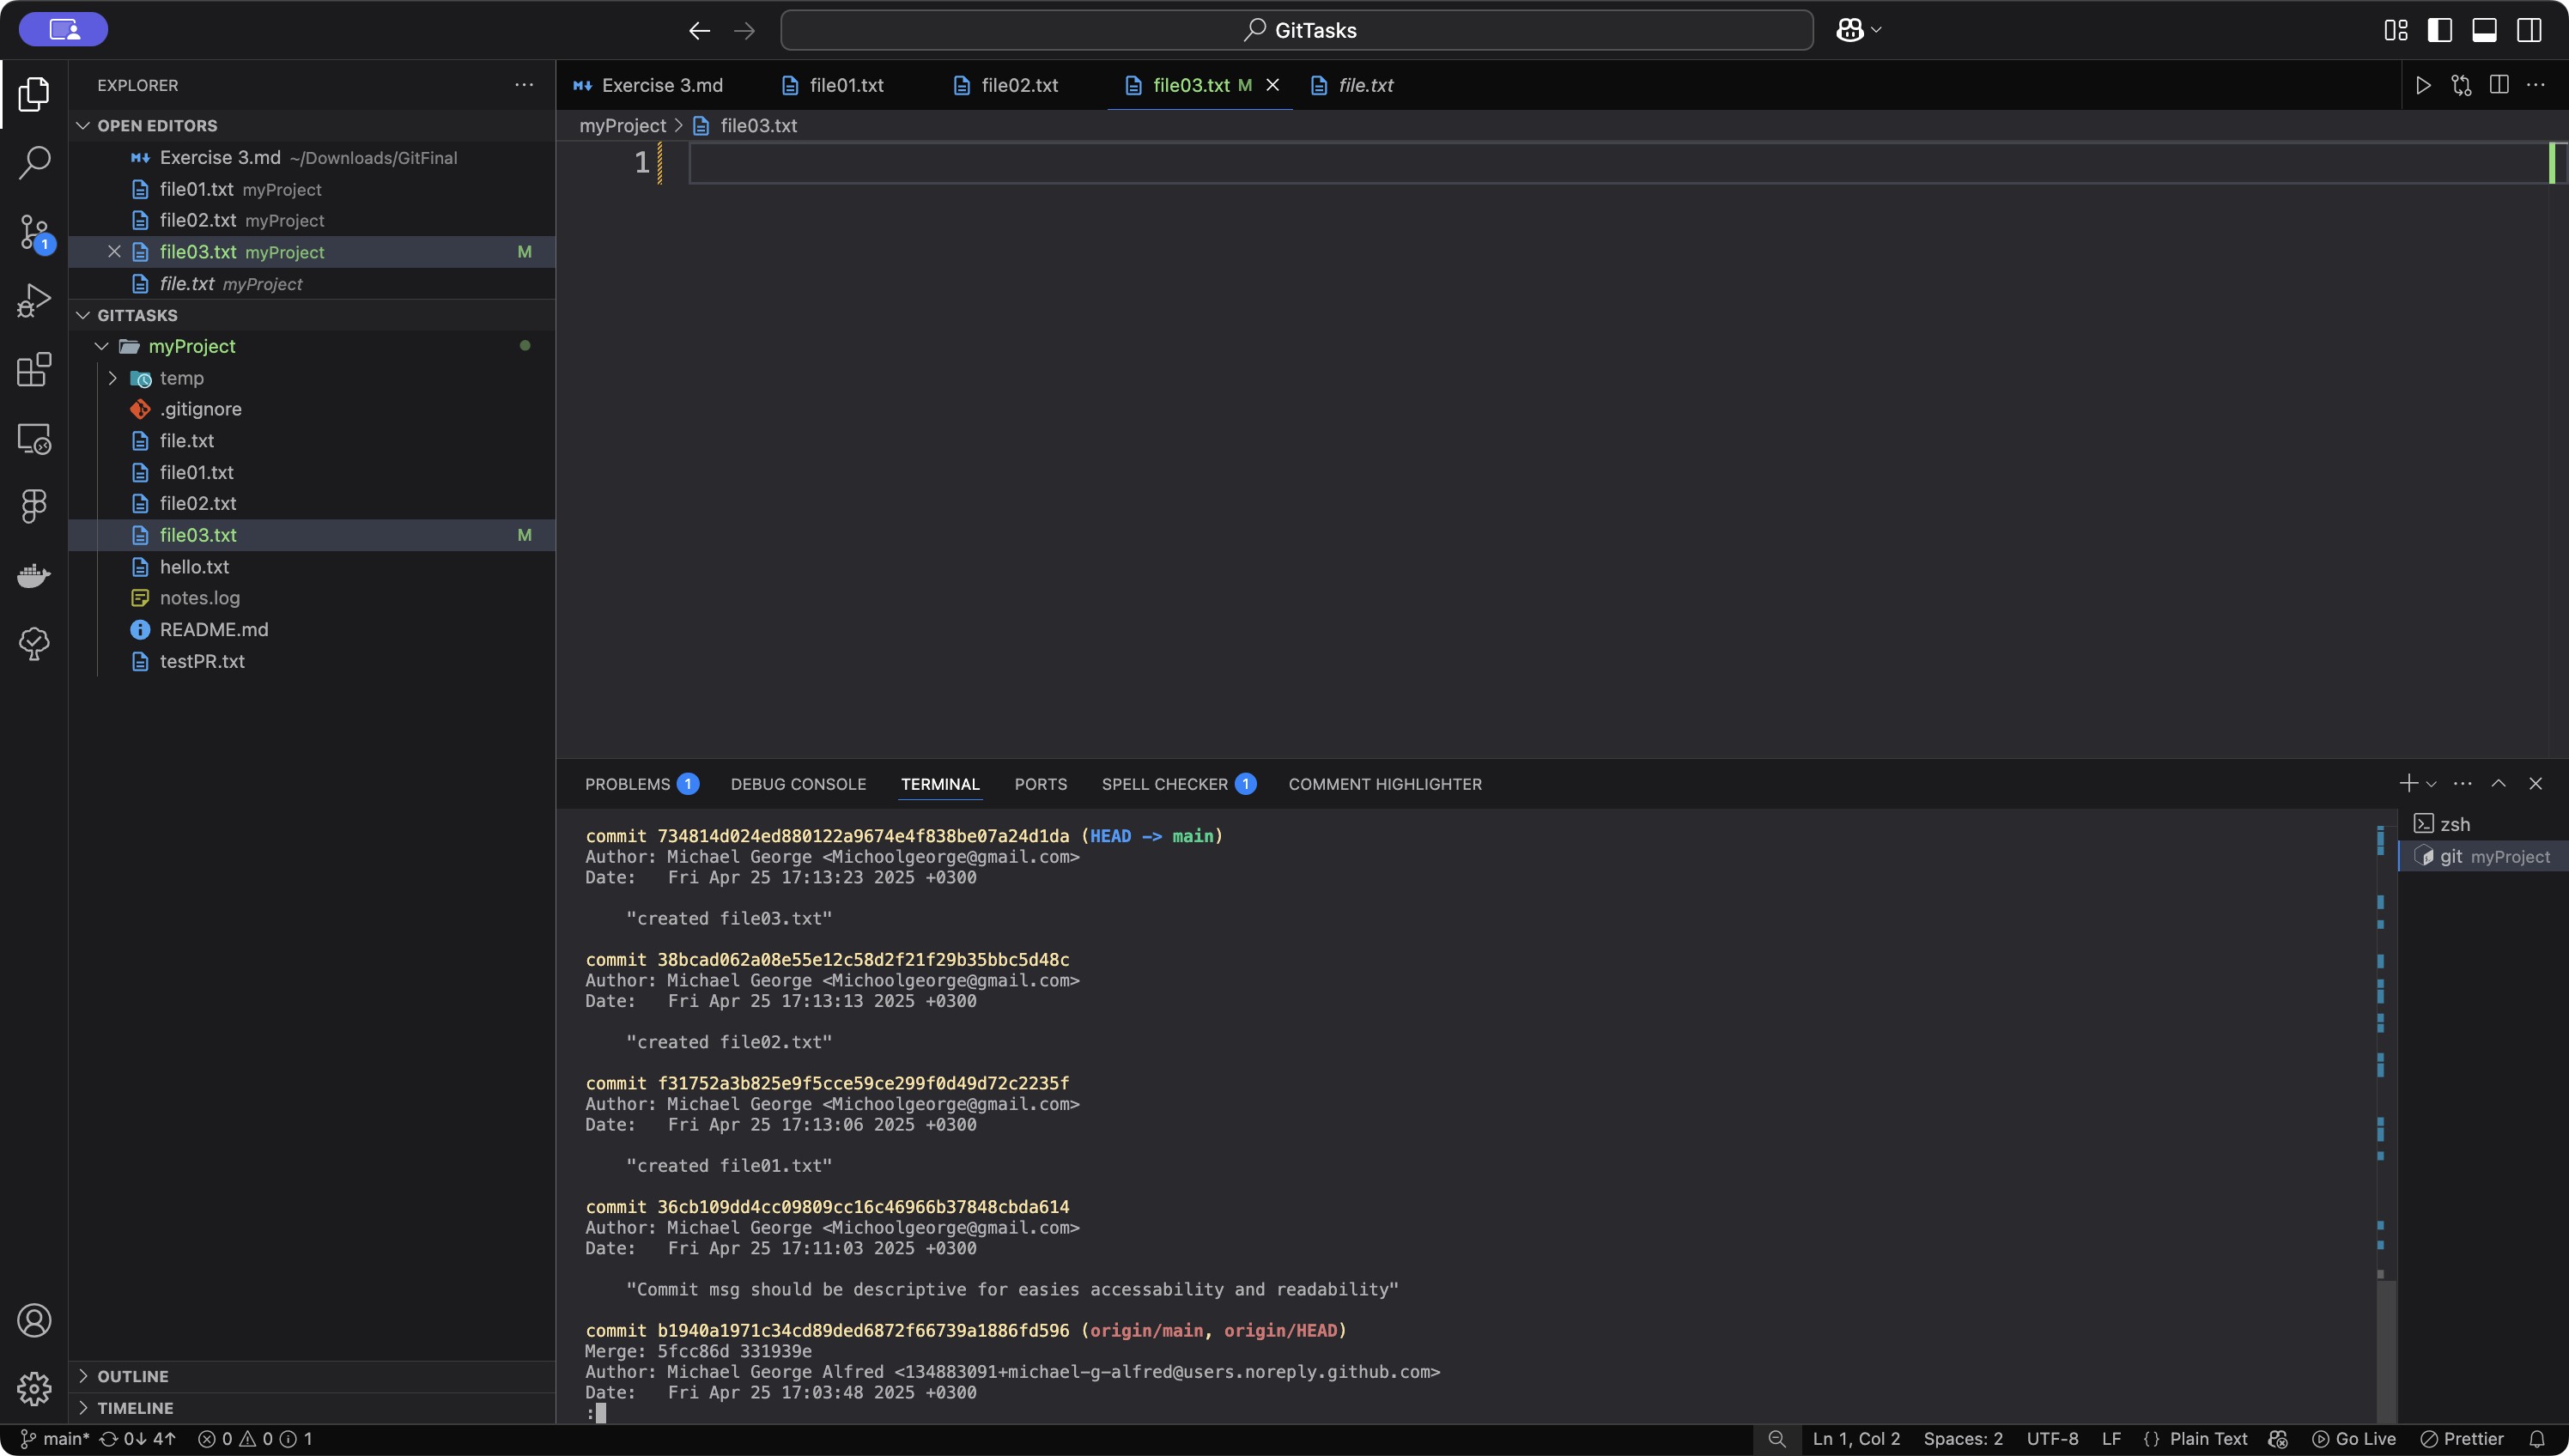 GitTasks
EXPLORER
OPEN EDITORS
Exercise 3.md ~/Downloads/GitFinal
file01.txt myProject
file02.txt myProject
file03.txt myProject M
file.txt myProject
GITTASKS
myProject
temp
.gitignore
file.txt
file01.txt
file02.txt
file03.txt M
hello.txt
notes.log
README.md
testPR.txt
OUTLINE
TIMELINE
1
Exercise 3.md file01.txt file02.txt file03.txt M file.txt
myProject > file03.txt
1
PROBLEMS 1 DEBUG CONSOLE TERMINAL PORTS SPELL CHECKER 1 COMMENT HIGHLIGHTER
commit 734814d024ed880122a9674e4f838be07a24d1da (HEAD -> main)
Author: Michael George <Michoolgeorge@gmail.com>
Date:   Fri Apr 25 17:13:23 2025 +0300
"created file03.txt"
commit 38bcad062a08e55e12c58d2f21f29b35bbc5d48c
Author: Michael George <Michoolgeorge@gmail.com>
Date:   Fri Apr 25 17:13:13 2025 +0300
"created file02.txt"
commit f31752a3b825e9f5cce59ce299f0d49d72c2235f
Author: Michael George <Michoolgeorge@gmail.com>
Date:   Fri Apr 25 17:13:06 2025 +0300
"created file01.txt"
commit 36cb109dd4cc09809cc16c46966b37848cbda614
Author: Michael George <Michoolgeorge@gmail.com>
Date:   Fri Apr 25 17:11:03 2025 +0300
"Commit msg should be descriptive for easies accessability and readability"
commit b1940a1971c34cd89ded6872f66739a1886fd596 (origin/main, origin/HEAD)
Merge: 5fcc86d 331939e
Author: Michael George Alfred <134883091+michael-g-alfred@users.noreply.github.com>
Date:   Fri Apr 25 17:03:48 2025 +0300
:
zsh
git myProject
main* 0↓ 4↑ 0 0 1 Ln 1, Col 2 Spaces: 2 UTF-8 LF {} Plain Text Go Live Prettier